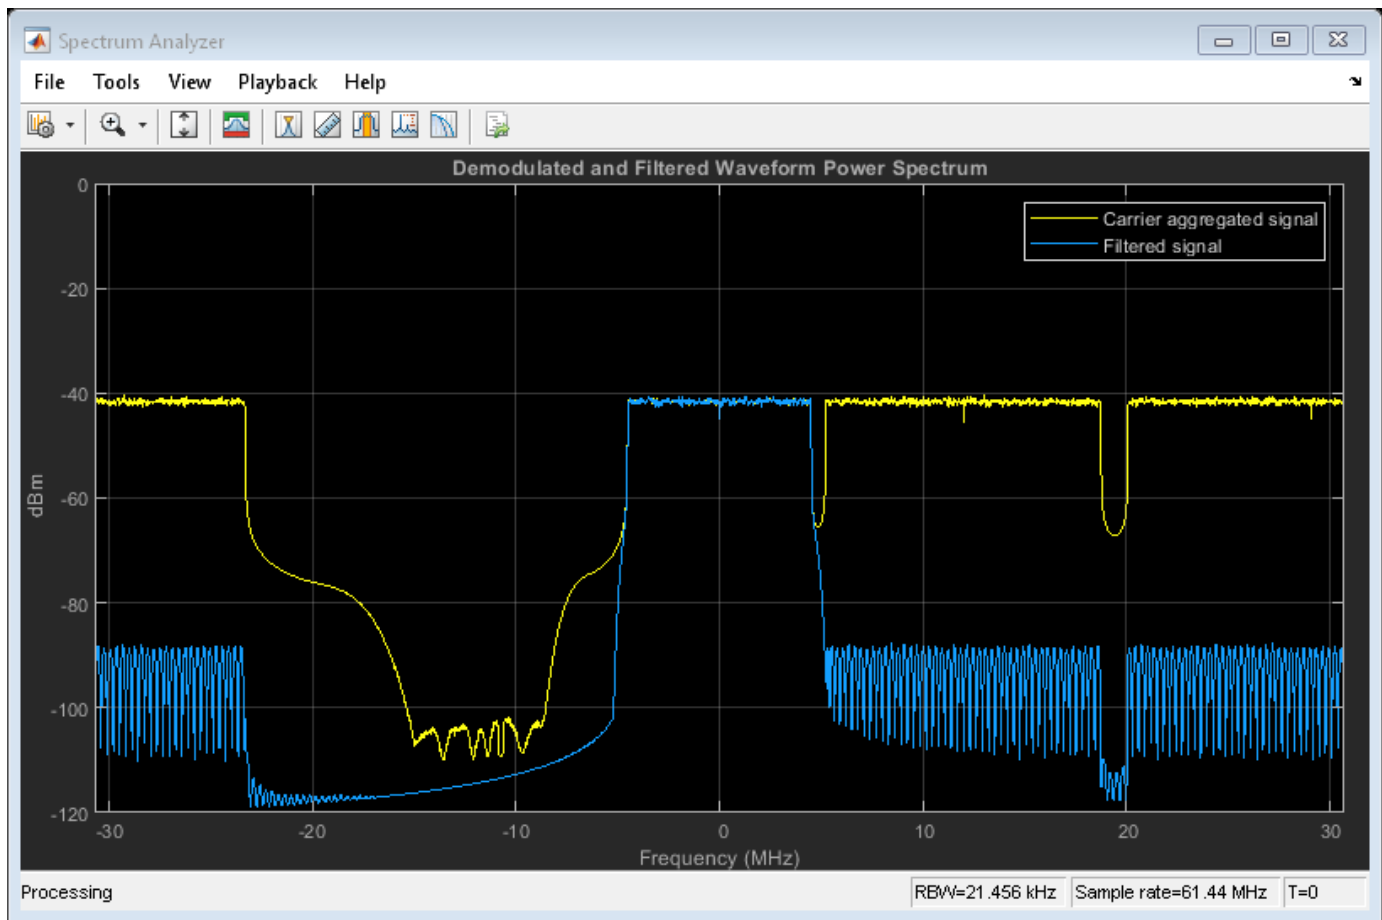 Spectrum Analyzer
File Tools View Playback Help
Demodulated and Filtered Waveform Power Spectrum
Carrier aggregated signal
Filtered signal
0
-20
-40
-60
-80
-100
-120
dBm
-30 -20 -10 0 10 20 30
Frequency (MHz)
Processing RBW=21.456 kHz Sample rate=61.44 MHz T=0